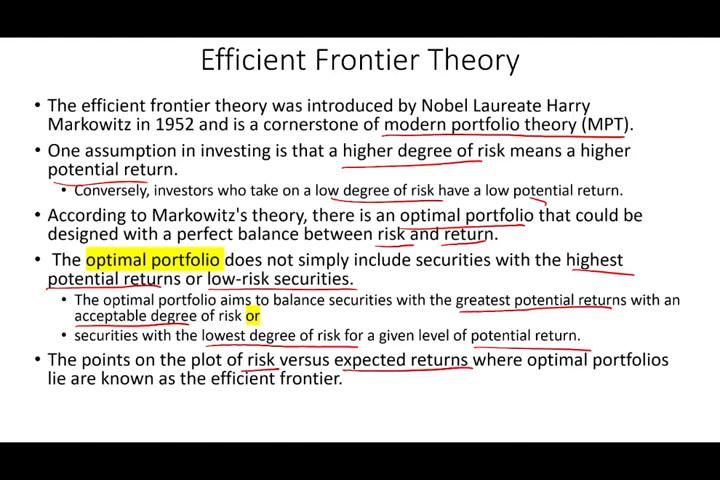 Efficient Frontier Theory
• The efficient frontier theory was introduced by Nobel Laureate Harry
Markowitz in 1952 and is a cornerstone of modern portfolio theory (MPT).
• One assumption in investing is that a higher degree of risk means a higher
potential return.
• Conversely, investors who take on a low degree of risk have a low potential return.
• According to Markowitz's theory, there is an optimal portfolio that could be
designed with a perfect balance between risk and return.
• The optimal portfolio does not simply include securities with the highest
potential returns or low-risk securities.
• The optimal portfolio aims to balance securities with the greatest potential returns with an
acceptable degree of risk or
• securities with the lowest degree of risk for a given level of potential return.
• The points on the plot of risk versus expected returns where optimal portfolios
lie are known as the efficient frontier.